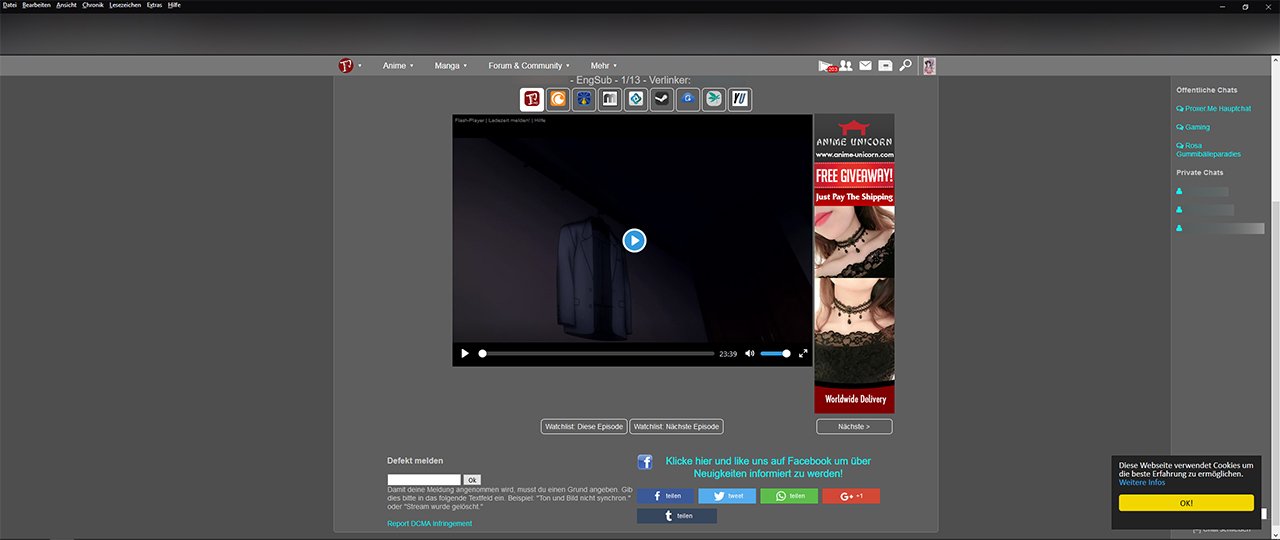 Datei Bearbeiten Ansicht Chronik Lesezeichen Extras Hilfe
Anime Manga Forum & Community Mehr
203
- EngSub - 1/13 - Verlinker:
Flash-Player | Ladezeit melden! | Hilfe
23:39
ANIME UNICORN
www.anime-unicorn.com
FREE GIVEAWAY!
Just Pay The Shipping
Worldwide Delivery
Watchlist: Diese Episode
Watchlist: Nächste Episode
Nächste >
Öffentliche Chats
Proxer.Me Hauptchat
Gaming
Rosa
Gummibälleparadies
Private Chats
Defekt melden
Ok
Damit deine Meldung angenommen wird, musst du einen Grund angeben. Gib
dies bitte in das folgende Textfeld ein. Beispiel: "Ton und Bild nicht synchron."
oder "Stream wurde gelöscht."
Report DCMA Infringement
Klicke hier und like uns auf Facebook um über
Neuigkeiten informiert zu werden!
teilen
tweet
teilen
G+ +1
teilen
Diese Webseite verwendet Cookies um
die beste Erfahrung zu ermöglichen.
Weitere Infos
OK!